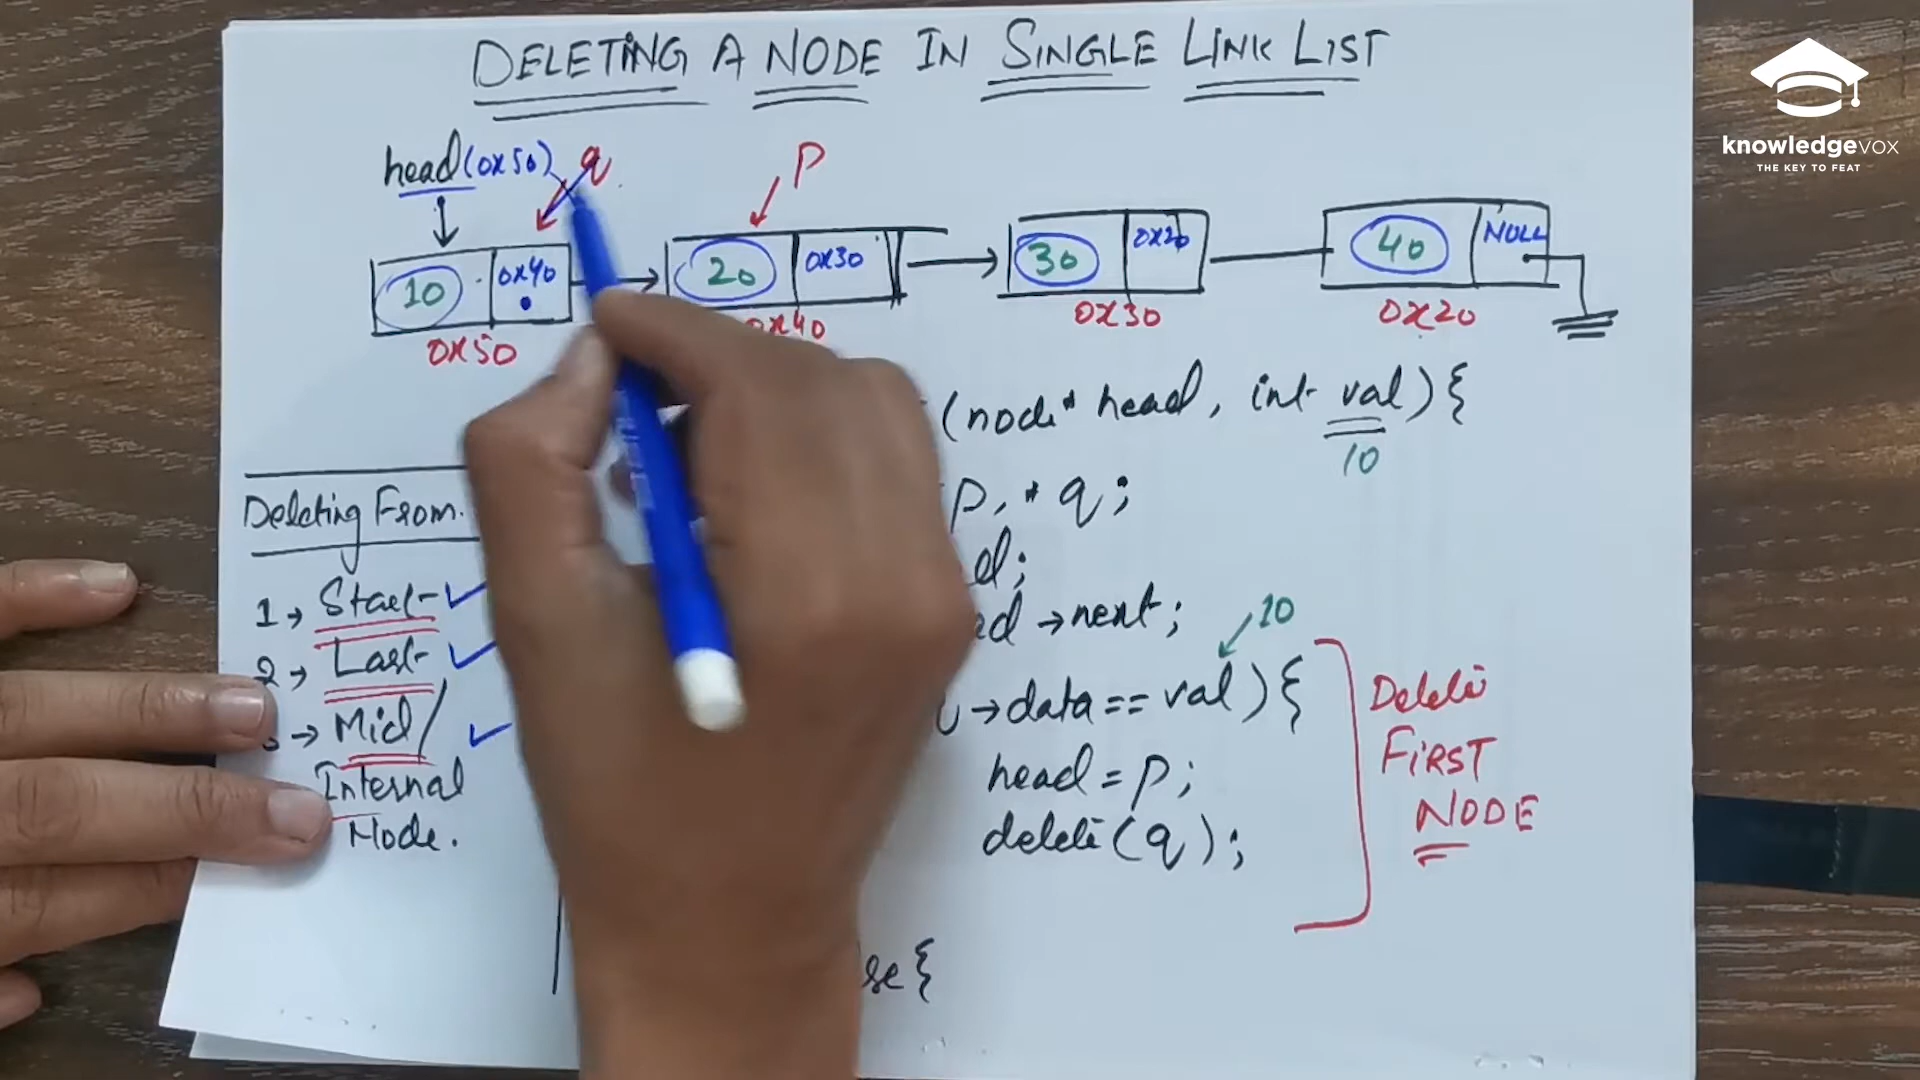 DELETING A NODE IN SINGLE LINK LIST
knowledgevox
THE KEY TO FEAT
head(0x50) q p
10 0x40 20 0x30 30 0x20 40 NULL
0x50 0x40 0x30 0x20
(node* head, int val){
10
Deleting From.
p, * q;
1→ Start
→next;
10
2→ Last
→data==val){
→ Mid/
Internal
Node.
head=p;
delete(q);
Delete
FIRST
NODE
se{